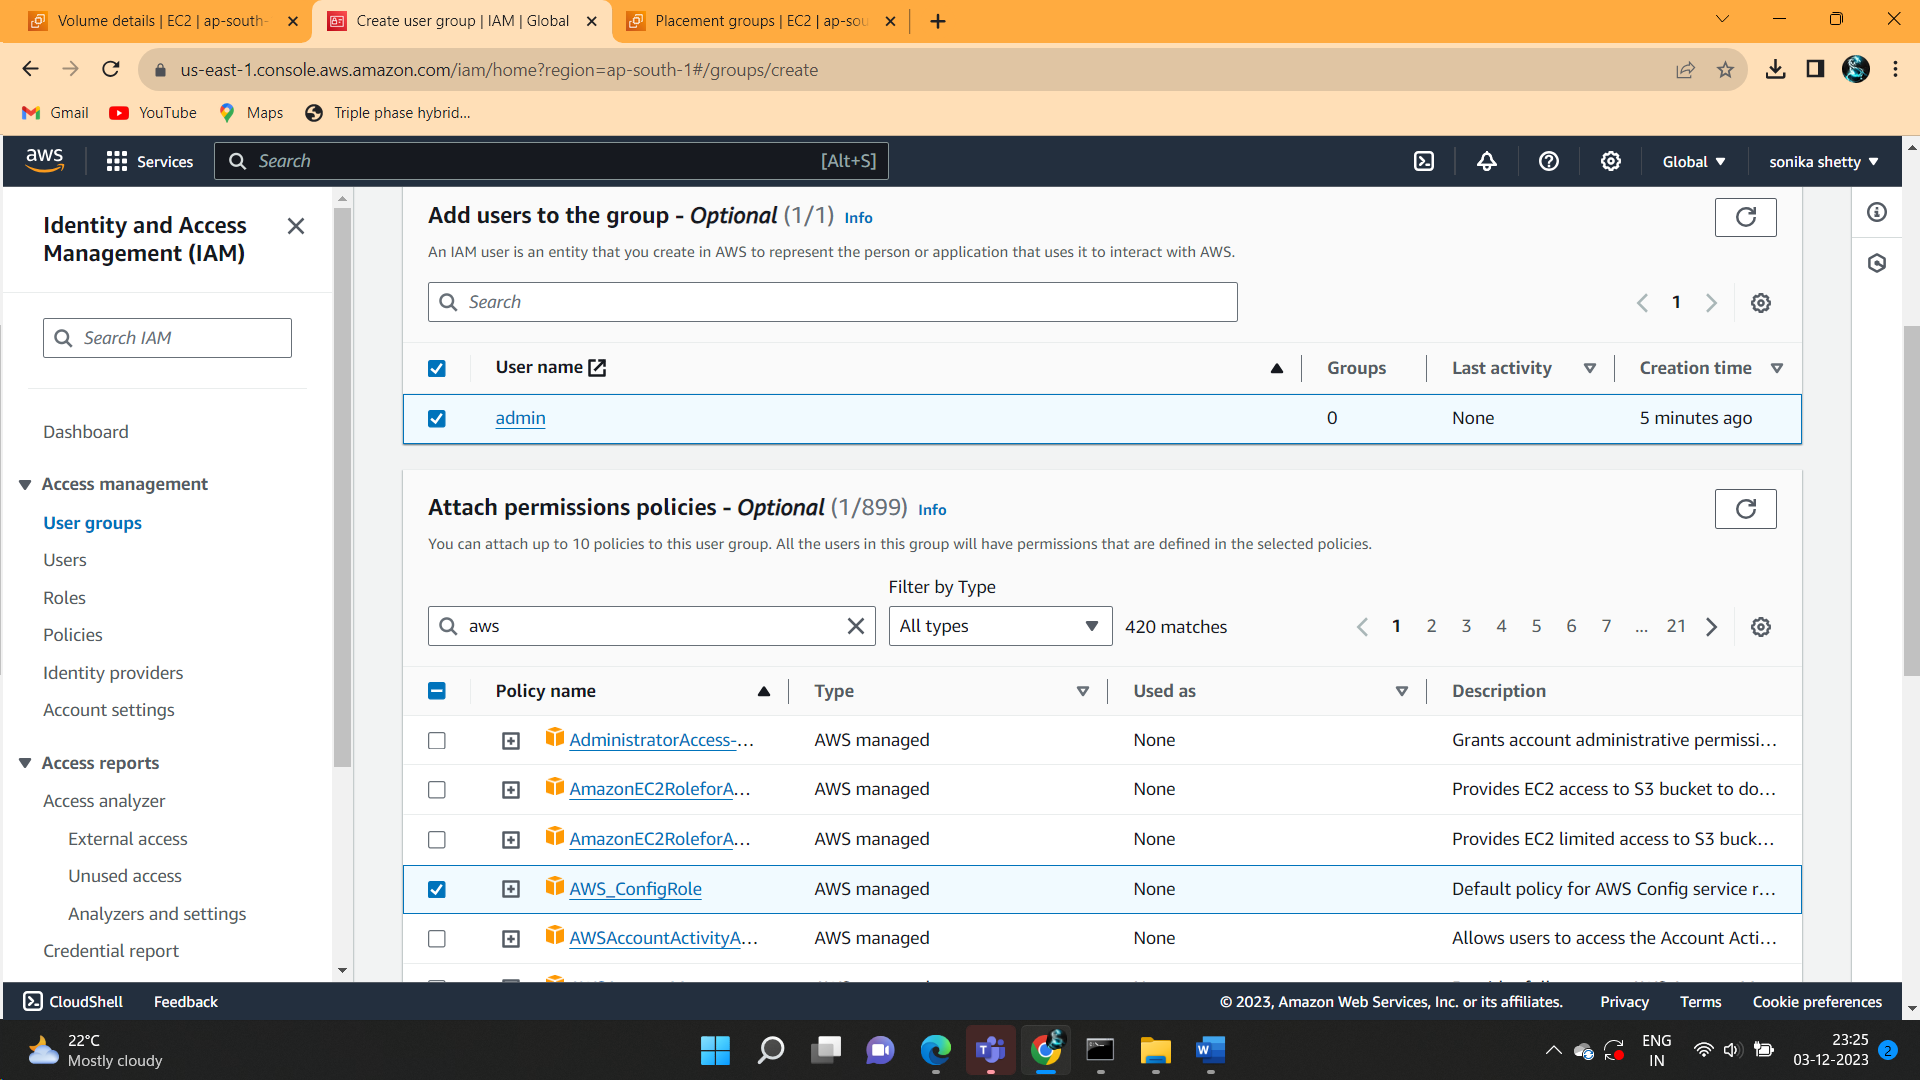 Volume details | EC2 | ap-south-
Create user group | IAM | Global
Placement groups | EC2 | ap-sou
us-east-1.console.aws.amazon.com/iam/home?region=ap-south-1#/groups/create
Gmail
YouTube
Maps
Triple phase hybrid...
aws
Services
Search
[Alt+S]
Global
sonika shetty
Identity and Access
Management (IAM)
Search IAM
Dashboard
Access management
User groups
Users
Roles
Policies
Identity providers
Account settings
Access reports
Access analyzer
External access
Unused access
Analyzers and settings
Credential report
Add users to the group - Optional (1/1) Info
An IAM user is an entity that you create in AWS to represent the person or application that uses it to interact with AWS.
Search
1
User name Groups Last activity Creation time
admin 0 None 5 minutes ago
Attach permissions policies - Optional (1/899) Info
You can attach up to 10 policies to this user group. All the users in this group will have permissions that are defined in the selected policies.
Filter by Type
aws All types 420 matches 1 2 3 4 5 6 7 ... 21
Policy name Type Used as Description
AdministratorAccess-... AWS managed None Grants account administrative permissi...
AmazonEC2RoleforA... AWS managed None Provides EC2 access to S3 bucket to do...
AmazonEC2RoleforA... AWS managed None Provides EC2 limited access to S3 buck...
AWS_ConfigRole AWS managed None Default policy for AWS Config service r...
AWSAccountActivityA... AWS managed None Allows users to access the Account Acti...
CloudShell Feedback © 2023, Amazon Web Services, Inc. or its affiliates. Privacy Terms Cookie preferences
22°C
Mostly cloudy
ENG
IN
23:25
03-12-2023
2